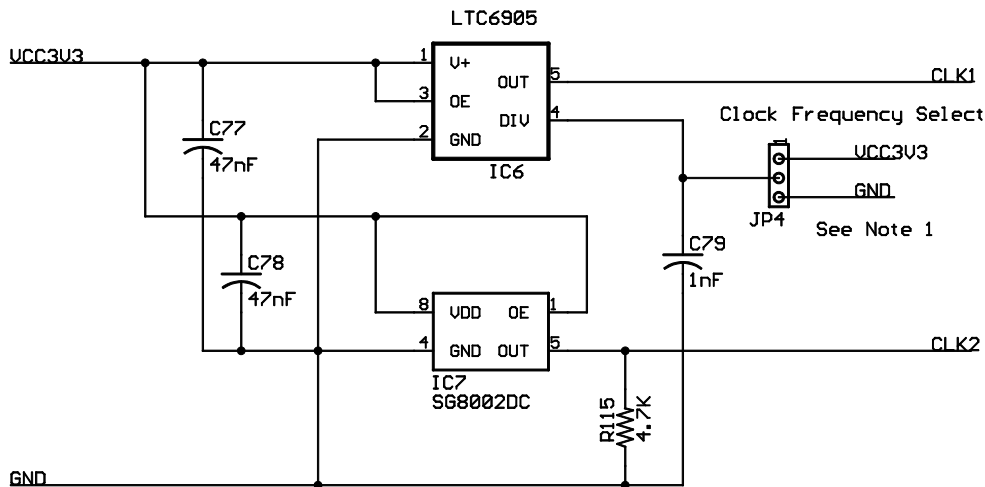 LTC6905
VCC3V3
1
V+
OUT
5
CLK1
3
OE
DIV
4
Clock Frequency Select
2
GND
IC6
C77
47nF
1
VCC3V3
GND
JP4
See Note 1
C79
1nF
C78
47nF
8
VDD
OE
1
4
GND
OUT
5
CLK2
IC7
SG8002DC
R115
4.7K
GND